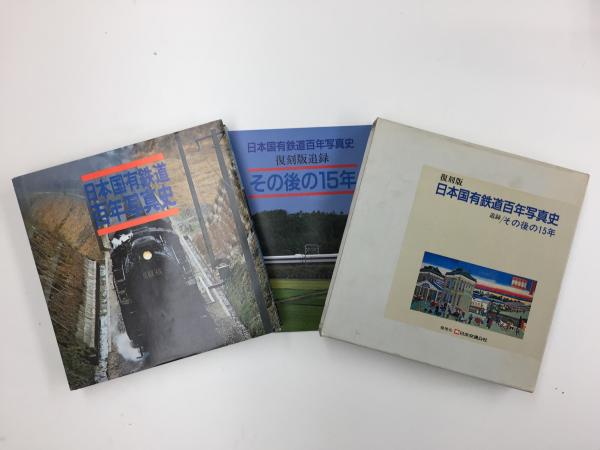 日本国有鉄道
百年写真史
日本国有鉄道百年写真史
復刻版追録
その後の15年
復刻版
日本国有鉄道百年写真史
追録/その後の15年